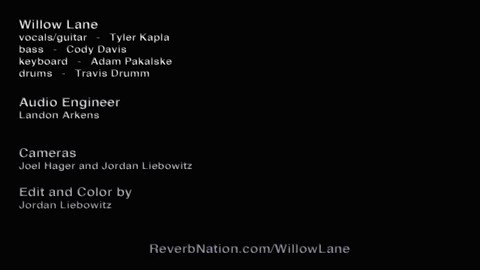 Willow Lane
vocals/guitar - Tyler Kapla
bass - Cody Davis
keyboard - Adam Pakalske
drums - Travis Drumm
Audio Engineer
Landon Arkens
Cameras
Joel Hager and Jordan Liebowitz
Edit and Color by
Jordan Liebowitz
ReverbNation.com/WillowLane